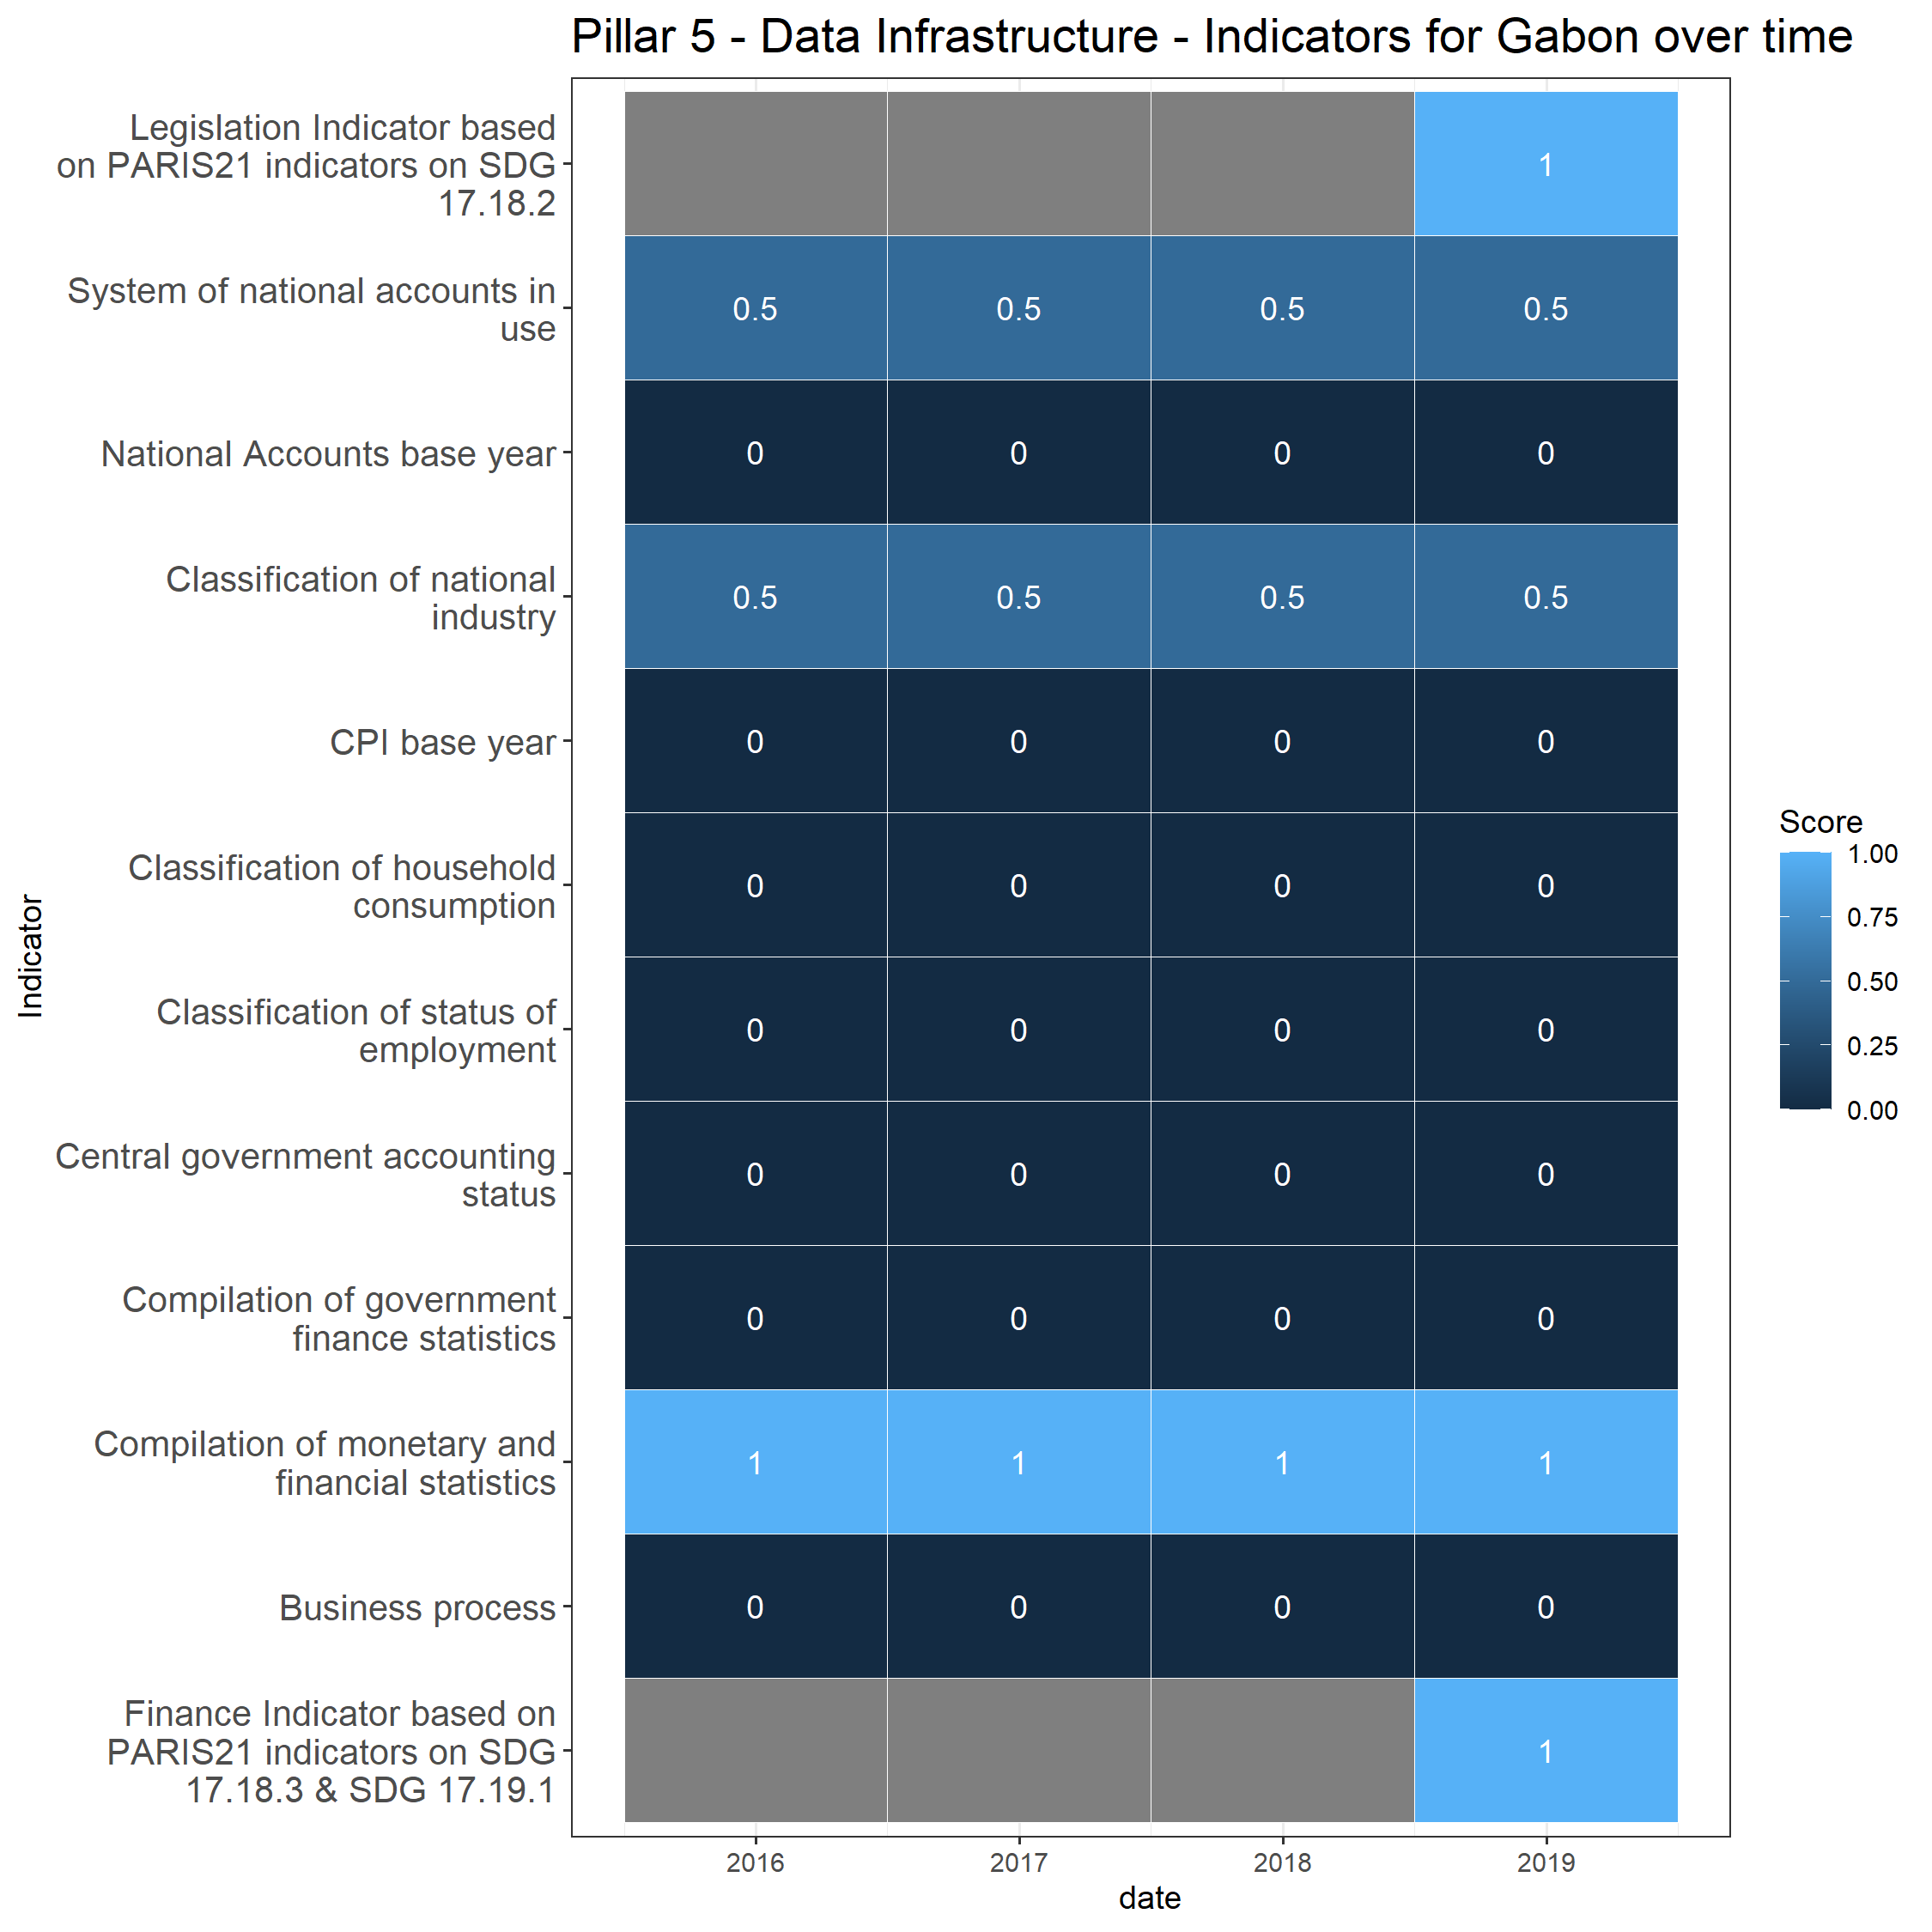 Pillar 5 - Data Infrastructure - Indicators for Gabon over time
Legislation Indicator based
on PARIS21 indicators on SDG
17.18.2
1
System of national accounts in
use
0.5 0.5 0.5 0.5
National Accounts base year
0 0 0 0
Classification of national
industry
0.5 0.5 0.5 0.5
CPI base year
0 0 0 0
Classification of household
consumption
0 0 0 0
Classification of status of
employment
0 0 0 0
Central government accounting
status
0 0 0 0
Compilation of government
finance statistics
0 0 0 0
Compilation of monetary and
financial statistics
1 1 1 1
Business process
0 0 0 0
Finance Indicator based on
PARIS21 indicators on SDG
17.18.3 & SDG 17.19.1
1
2016 2017 2018 2019
date
Indicator
Score
1.00
0.75
0.50
0.25
0.00